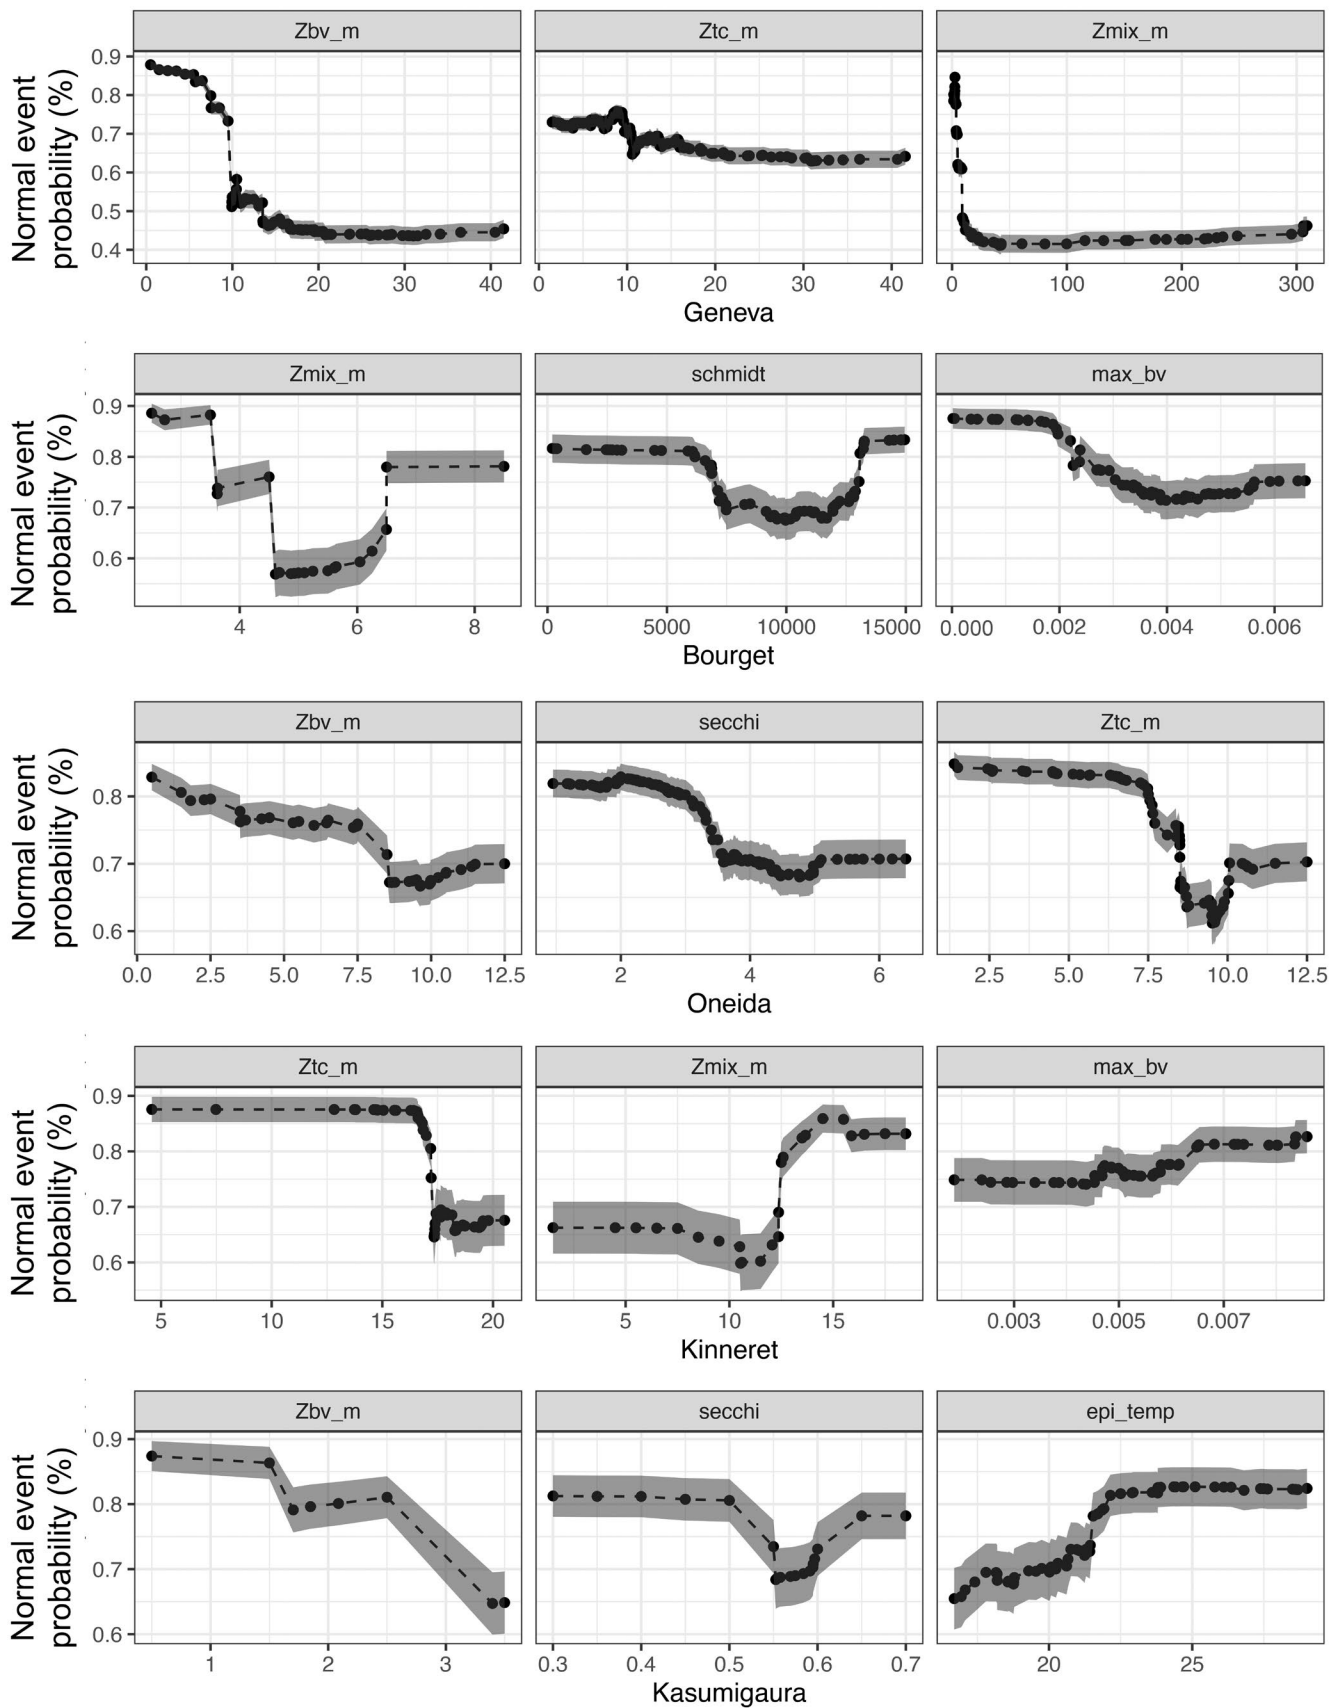 Zbv_m Ztc_m Zmix_m
Normal event
probability (%)
0.9
0.8
0.7
0.6
0.5
0.4
0 10 20 30 40 0 10 20 30 40 0 100 200 300
Geneva
Zmix_m schmidt max_bv
Normal event
probability (%)
0.9
0.8
0.7
0.6
4 6 8 0 5000 10000 15000 0.000 0.002 0.004 0.006
Bourget
Zbv_m secchi Ztc_m
Normal event
probability (%)
0.8
0.7
0.6
0.0 2.5 5.0 7.5 10.0 12.5 2 4 6 2.5 5.0 7.5 10.0 12.5
Oneida
Ztc_m Zmix_m max_bv
Normal event
probability (%)
0.9
0.8
0.7
0.6
5 10 15 20 5 10 15 0.003 0.005 0.007
Kinneret
Zbv_m secchi epi_temp
Normal event
probability (%)
0.9
0.8
0.7
0.6
1 2 3 0.3 0.4 0.5 0.6 0.7 20 25
Kasumigaura